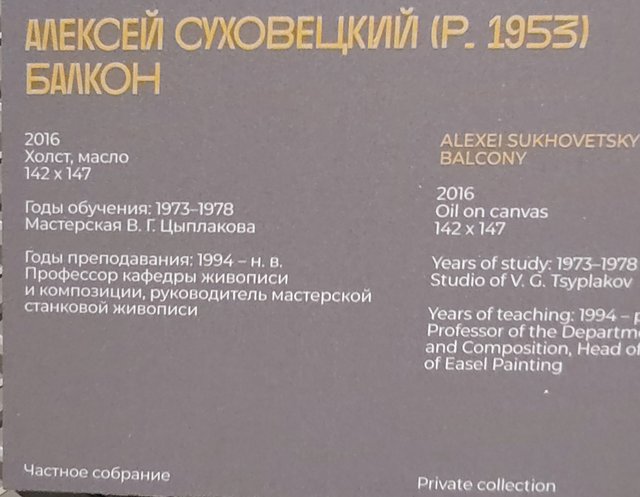 АЛЕКСЕЙ СУХОВЕЦКИЙ (Р. 1953)
БАЛКОН
2016
Холст, масло
142 x 147
Годы обучения: 1973–1978
Мастерская В. Г. Цыплакова
Годы преподавания: 1994 – н. в.
Профессор кафедры живописи
и композиции, руководитель мастерской
станковой живописи
Частное собрание
ALEXEI SUKHOVETSKY
BALCONY
2016
Oil on canvas
142 x 147
Years of study: 1973–1978
Studio of V. G. Tsyplakov
Years of teaching: 1994 –
Professor of the
and Composition, Head of
of Easel Painting
Private collection